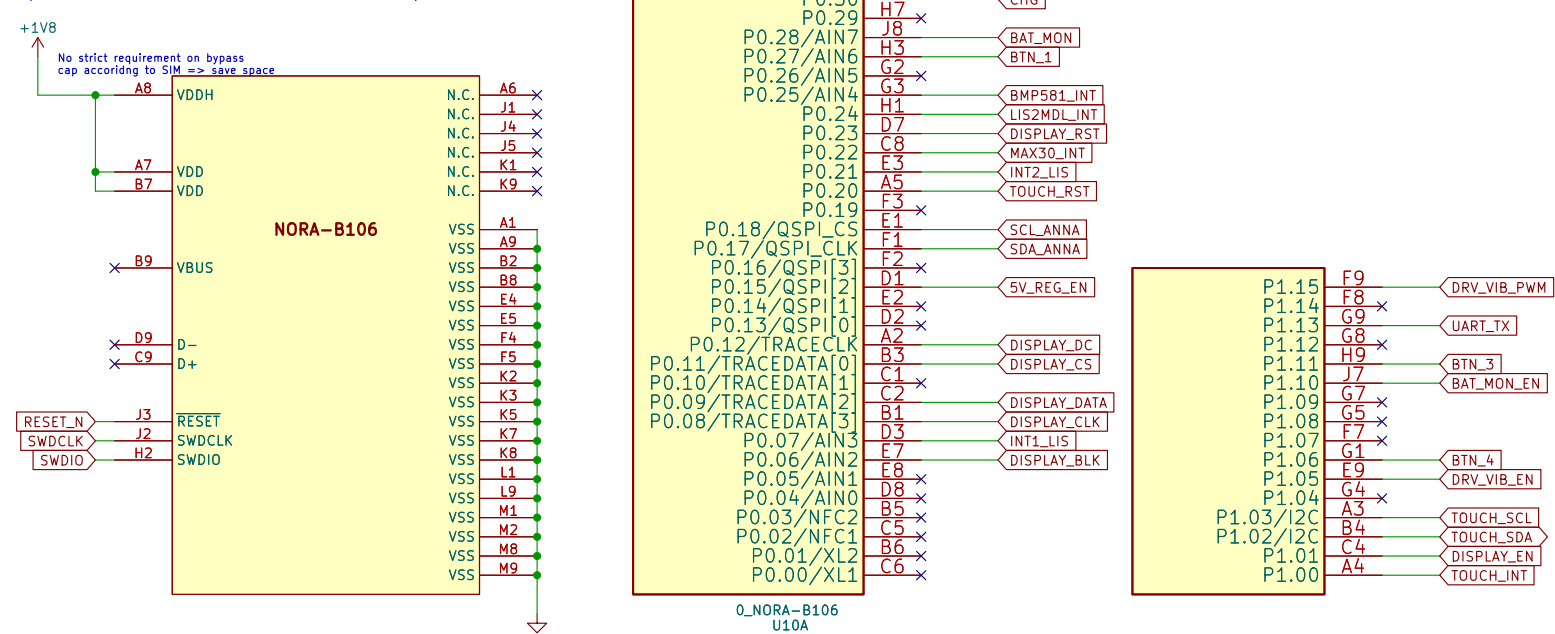 +1V8
No strict requirement on bypass
cap accoridng to SIM => save space
A8 VDDH
A7 VDD
B7 VDD
NORA-B106
B9 VBUS
D9 D-
C9 D+
RESET_N J3 RESET
SWDCLK J2 SWDCLK
SWDIO H2 SWDIO
N.C. A6
N.C. J1
N.C. J4
N.C. J5
N.C. K1
N.C. K9
VSS A1
VSS A9
VSS B2
VSS B8
VSS E4
VSS E5
VSS F4
VSS F5
VSS K2
VSS K3
VSS K5
VSS K7
VSS K8
VSS L1
VSS L9
VSS M1
VSS M2
VSS M8
VSS M9
P0.30 CHG
P0.29 H7
P0.28/AIN7 J8 BAT_MON
P0.27/AIN6 H3 BTN_1
P0.26/AIN5 G2
P0.25/AIN4 G3 BMP581_INT
P0.24 H1 LIS2MDL_INT
P0.23 D7 DISPLAY_RST
P0.22 C8 MAX30_INT
P0.21 E3 INT2_LIS
P0.20 A5 TOUCH_RST
P0.19 F3
P0.18/QSPI_CS E1 SCL_ANNA
P0.17/QSPI_CLK F1 SDA_ANNA
P0.16/QSPI[3] F2
P0.15/QSPI[2] D1 5V_REG_EN
P0.14/QSPI[1] E2
P0.13/QSPI[0] D2
P0.12/TRACECLK A2 DISPLAY_DC
P0.11/TRACEDATA[0] B3 DISPLAY_CS
P0.10/TRACEDATA[1] C1
P0.09/TRACEDATA[2] C2 DISPLAY_DATA
P0.08/TRACEDATA[3] B1 DISPLAY_CLK
P0.07/AIN3 D3 INT1_LIS
P0.06/AIN2 E7 DISPLAY_BLK
P0.05/AIN1 E8
P0.04/AIN0 D8
P0.03/NFC2 B5
P0.02/NFC1 C5
P0.01/XL2 B6
P0.00/XL1 C6
0_NORA-B106
U10A
P1.15 F9 DRV_VIB_PWM
P1.14 F8
P1.13 G9 UART_TX
P1.12 G8
P1.11 H9 BTN_3
P1.10 J7 BAT_MON_EN
P1.09 G7
P1.08 G5
P1.07 F7
P1.06 G1 BTN_4
P1.05 E9 DRV_VIB_EN
P1.04 G4
P1.03/I2C A3 TOUCH_SCL
P1.02/I2C B4 TOUCH_SDA
P1.01 C4 DISPLAY_EN
P1.00 A4 TOUCH_INT